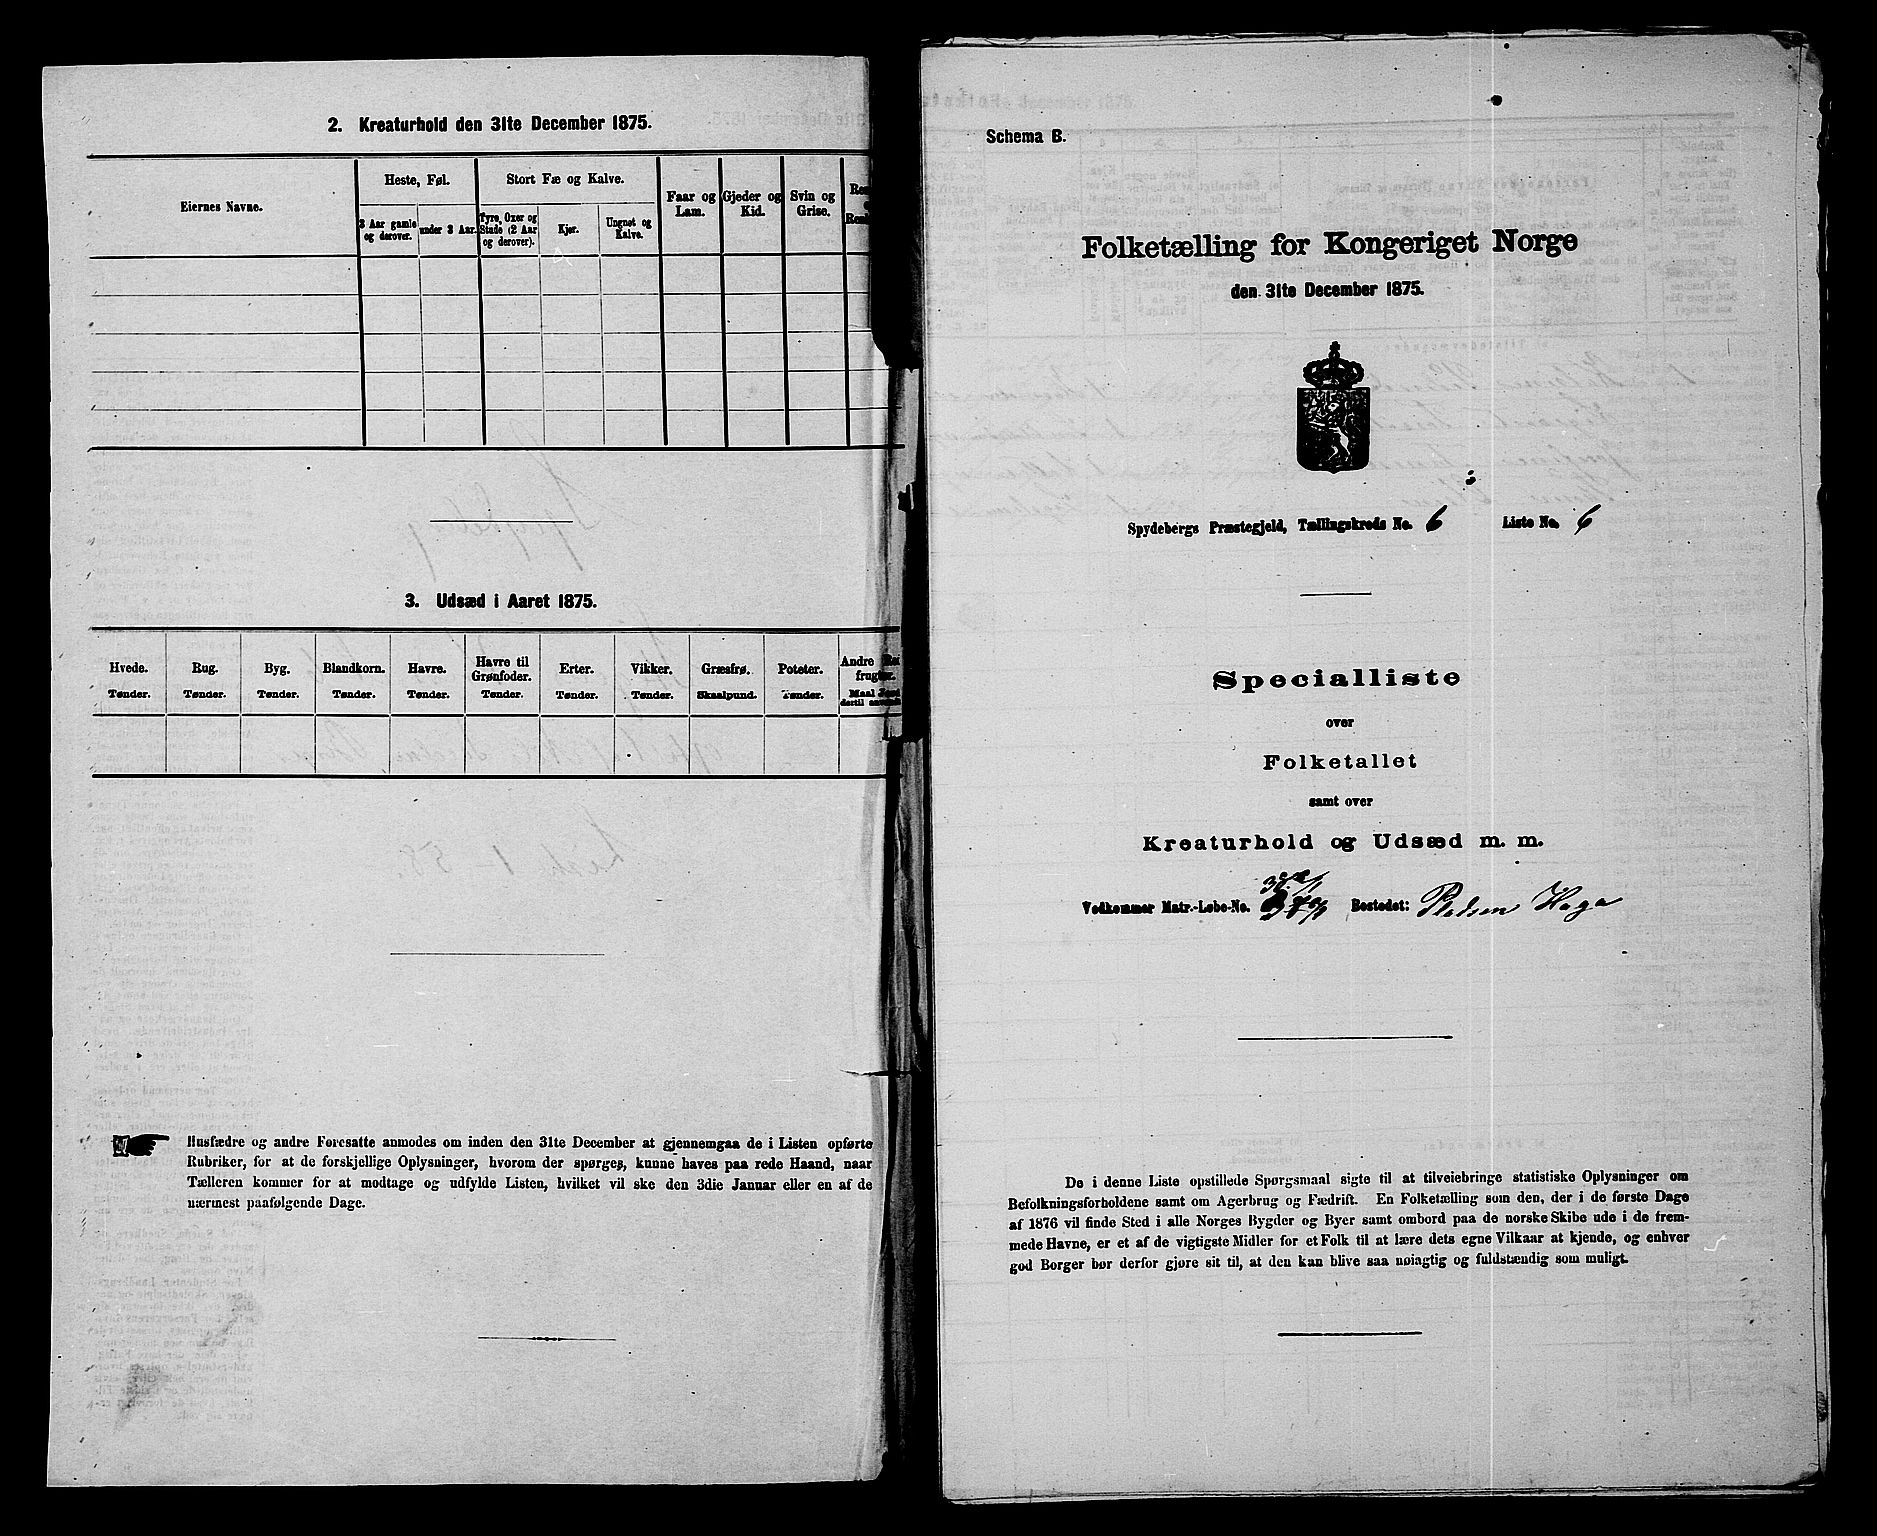 2. Kreaturhold den 31te December 1875.
Eiernes Navne.
Heste, Føl.
Stort Fæ og Kalve.
Faar og Lam.
Gjeder og Kid.
Svin og Grise.
3 Aar gamle og derover.
under 3 Aar.
Tyre, Oxer og Stude (2 Aar og derover).
Kjør.
Ungnøt og Kalve.
3. Udsæd i Aaret 1875.
Hvede. Rug. Byg. Blandkorn. Havre. Havre til Grønfoder. Erter. Vikker. Græsfrø. Poteter. Andre
Tønder. Tønder. Tønder. Tønder. Tønder. Tønder. Tønder. Tønder. Skaalpund. Tønder. Maal
Husfædre og andre Foresatte anmodes om inden den 31te December at gjennemgaa de i Listen opførte
Rubriker, for at de forskjellige Oplysninger, hvorom der spørges, kunne haves paa rede Haand, naar
Tælleren kommer for at modtage og udfylde Listen, hvilket vil ske den 3die Januar eller en af de
nærmest paafølgende Dage.
Schema B.
Folketælling for Kongeriget Norge
den 31te December 1875.
Spydebergs Præstegjeld, Tællingskreds No. 6 Liste No. 6
Specialliste
over
Folketallet
samt over
Kreaturhold og Udsæd m. m.
Vedkommer Matr.-Løbe-No. Bostedet: Pladsen Haga
De i denne Liste opstillede Spørgsmaal sigte til at tilveiebringe statistiske Oplysninger om
Befolkningsforholdene samt om Agerbrug og Fædrift. En Folketælling som den, der i de første Dage
af 1876 vil finde Sted i alle Norges Bygder og Byer samt ombord paa de norske Skibe ude i de frem-
mede Havne, er et af de vigtigste Midler for et Folk til at lære dets egne Vilkaar at kjende, og enhver
god Borger bør derfor gjøre sit til, at den kan blive saa nøiagtig og fuldstændig som muligt.